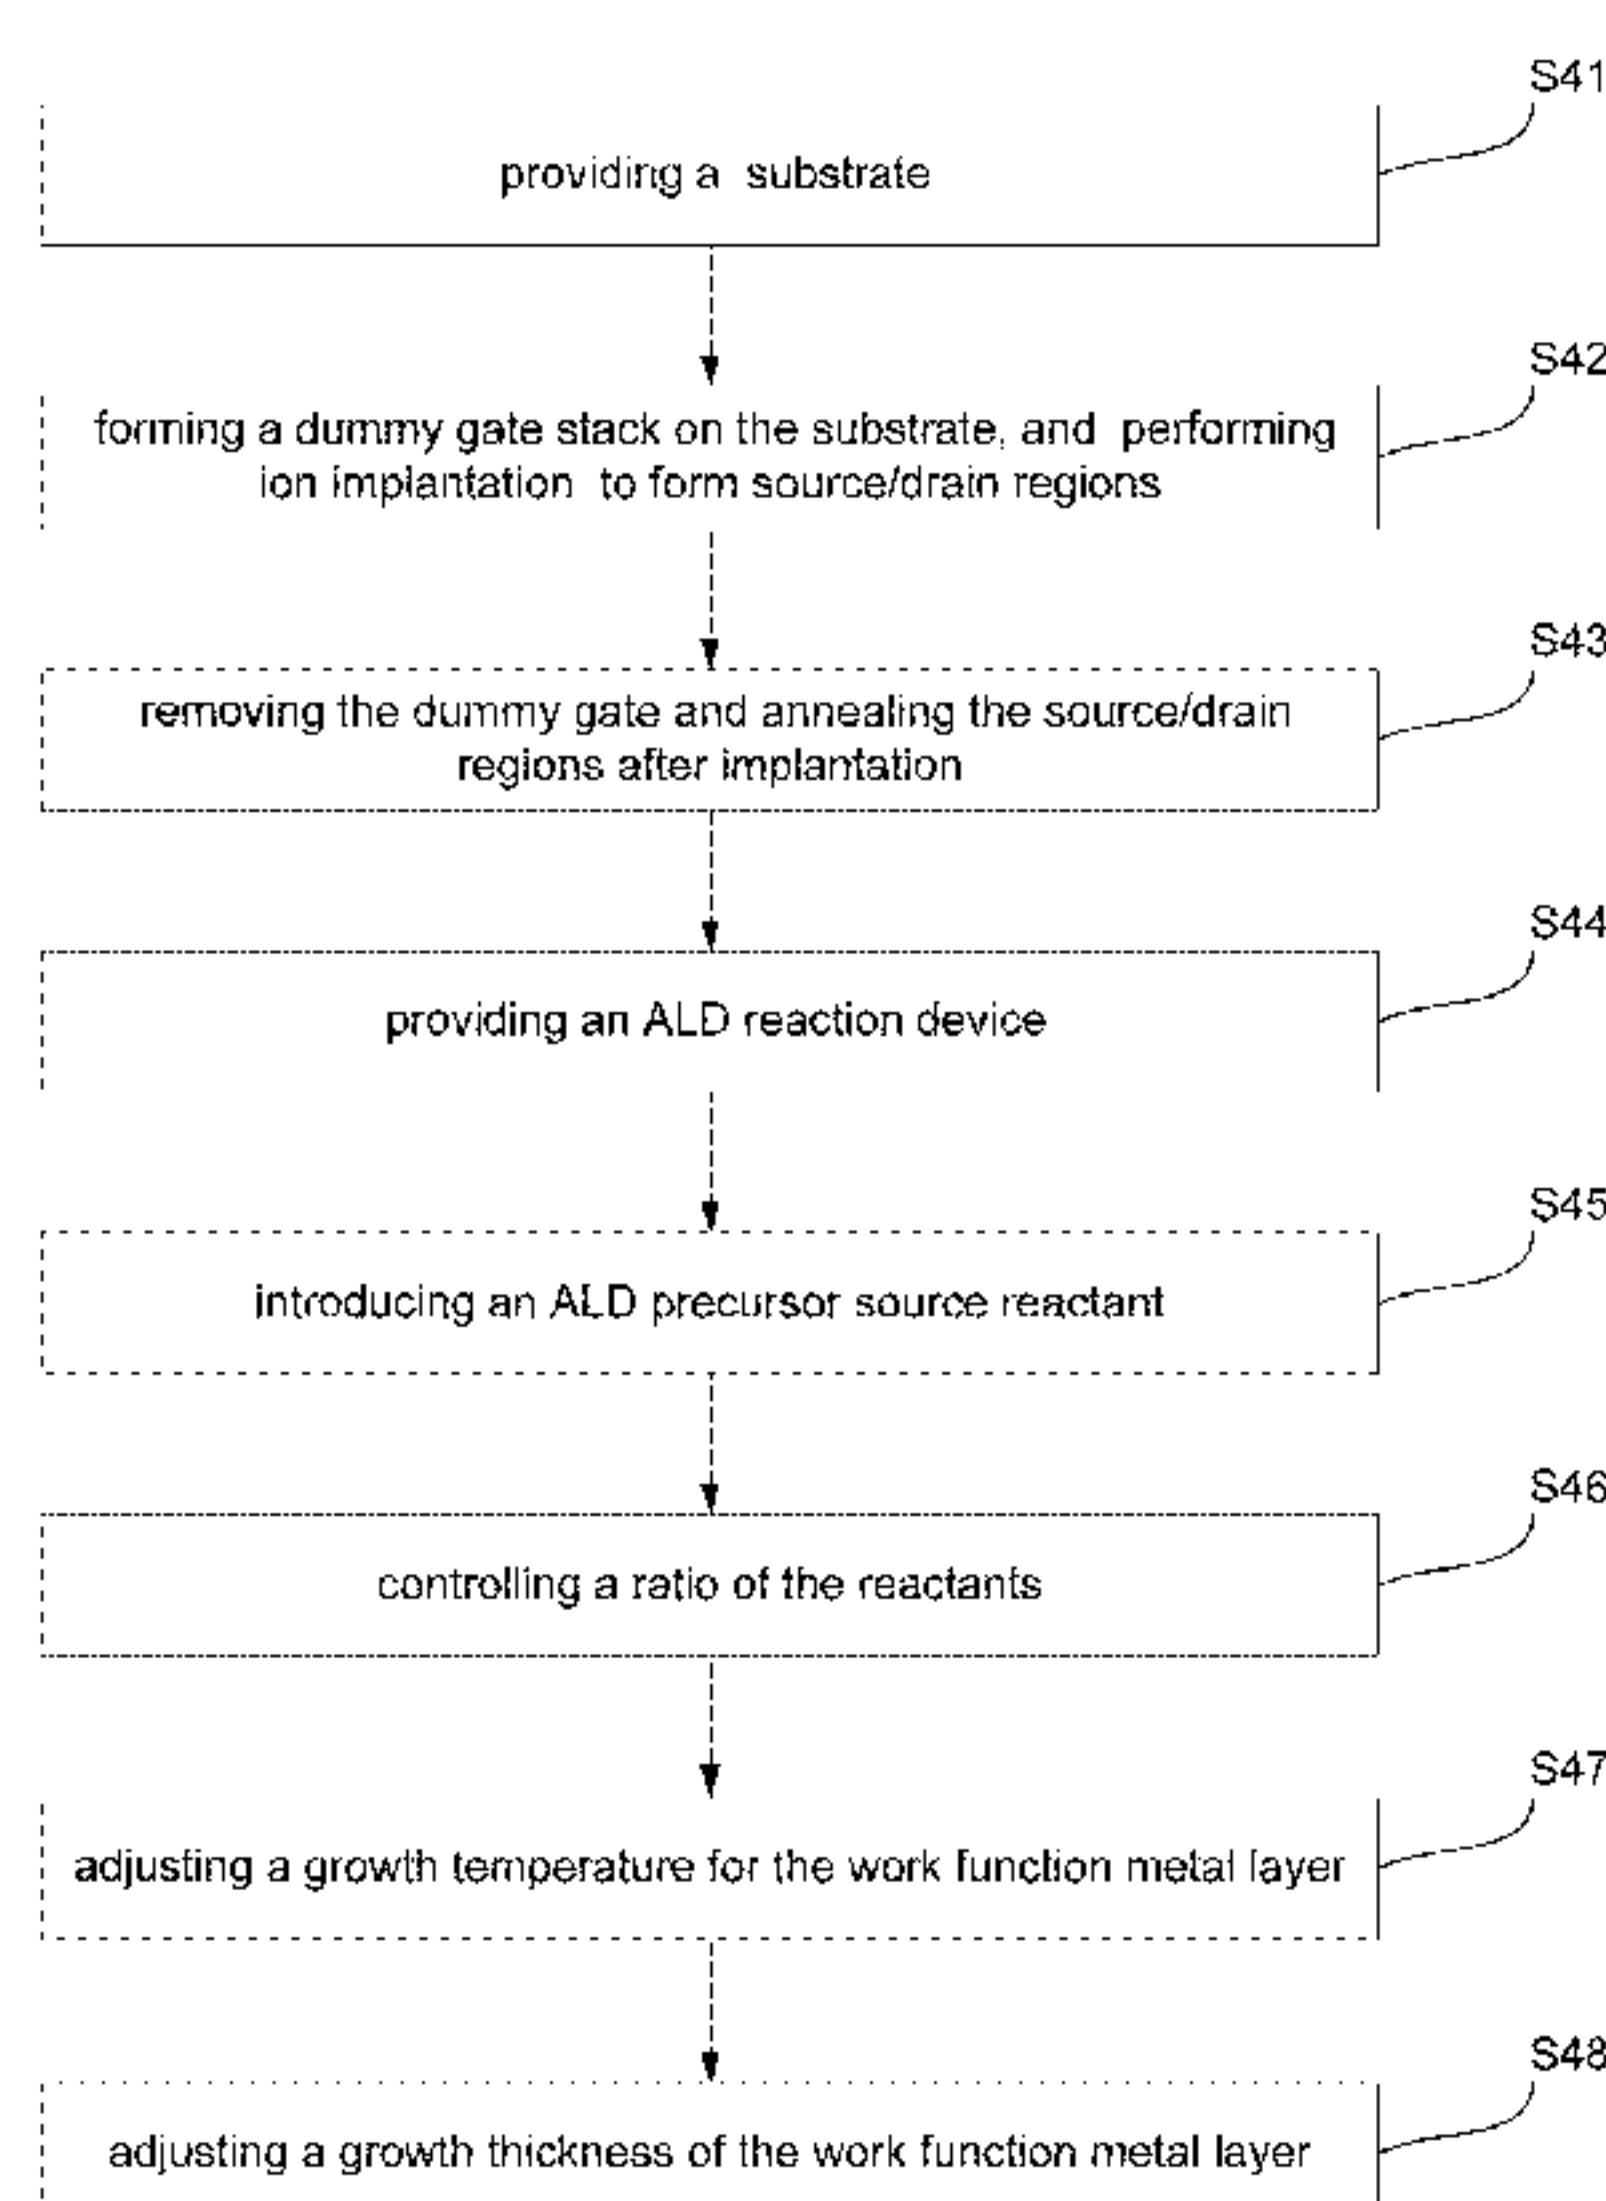 S41
providing a substrate
S42
forming a dummy gate stack on the substrate, and performing
ion implantation to form source/drain regions
S43
removing the dummy gate and annealing the source/drain
regions after implantation
S44
providing an ALD reaction device
S45
introducing an ALD precursor source reactant
S46
controlling a ratio of the reactants
S47
adjusting a growth temperature for the work function metal layer
S48
adjusting a growth thickness of the work function metal layer